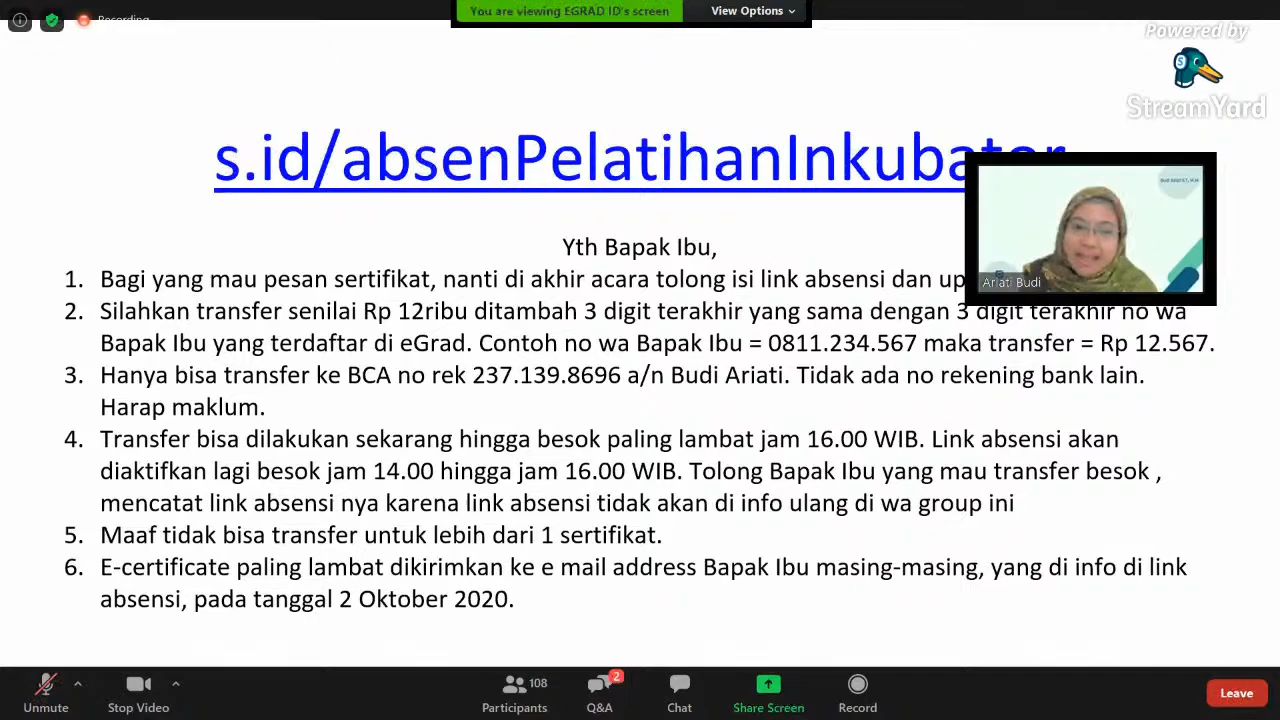 Recording
You are viewing EGRAD ID's screen
View Options
Powered by
StreamYard
s.id/absenPelatihanInkubator
Yth Bapak Ibu,
1. Bagi yang mau pesan sertifikat, nanti di akhir acara tolong isi link absensi dan up
2. Silahkan transfer senilai Rp 12ribu ditambah 3 digit terakhir yang sama dengan 3 digit terakhir no wa
Bapak Ibu yang terdaftar di eGrad. Contoh no wa Bapak Ibu = 0811.234.567 maka transfer = Rp 12.567.
3. Hanya bisa transfer ke BCA no rek 237.139.8696 a/n Budi Ariati. Tidak ada no rekening bank lain.
Harap maklum.
4. Transfer bisa dilakukan sekarang hingga besok paling lambat jam 16.00 WIB. Link absensi akan
diaktifkan lagi besok jam 14.00 hingga jam 16.00 WIB. Tolong Bapak Ibu yang mau transfer besok ,
mencatat link absensi nya karena link absensi tidak akan di info ulang di wa group ini
5. Maaf tidak bisa transfer untuk lebih dari 1 sertifikat.
6. E-certificate paling lambat dikirimkan ke e mail address Bapak Ibu masing-masing, yang di info di link
absensi, pada tanggal 2 Oktober 2020.
Ariati Budi
108
2
Unmute
Stop Video
Participants
Q&A
Chat
Share Screen
Record
Leave